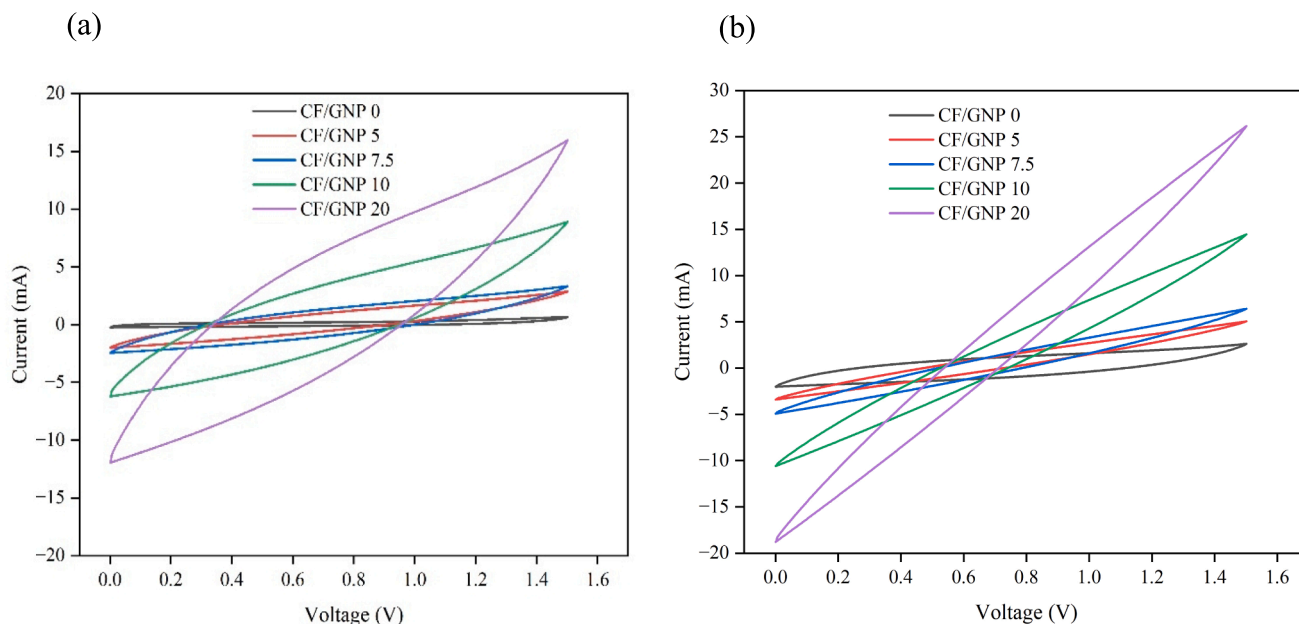 (a)
20
15
10
5
0
−5
−10
−15
−20
Current (mA)
CF/GNP 0
CF/GNP 5
CF/GNP 7.5
CF/GNP 10
CF/GNP 20
0.0 0.2 0.4 0.6 0.8 1.0 1.2 1.4 1.6
Voltage (V)
(b)
30
25
20
15
10
5
0
−5
−10
−15
−20
Current (mA)
CF/GNP 0
CF/GNP 5
CF/GNP 7.5
CF/GNP 10
CF/GNP 20
0.0 0.2 0.4 0.6 0.8 1.0 1.2 1.4 1.6
Voltage (V)